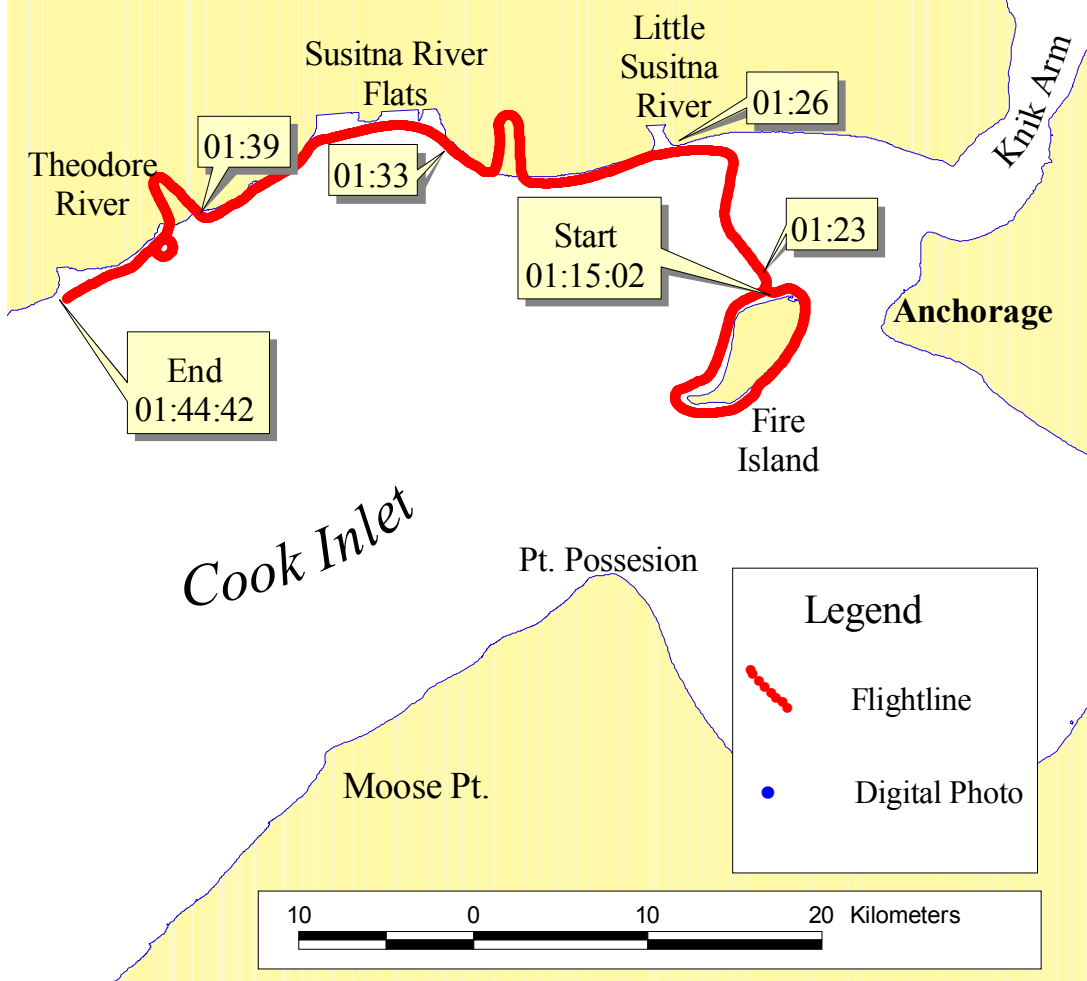 Little
Susitna
River
Susitna River
Flats
01:26
Knik Arm
01:39
Theodore
River
01:33
Start
01:15:02
01:23
Anchorage
End
01:44:42
Fire
Island
Cook Inlet
Pt. Possesion
Legend
Flightline
Digital Photo
Moose Pt.
10 0 10 20 Kilometers